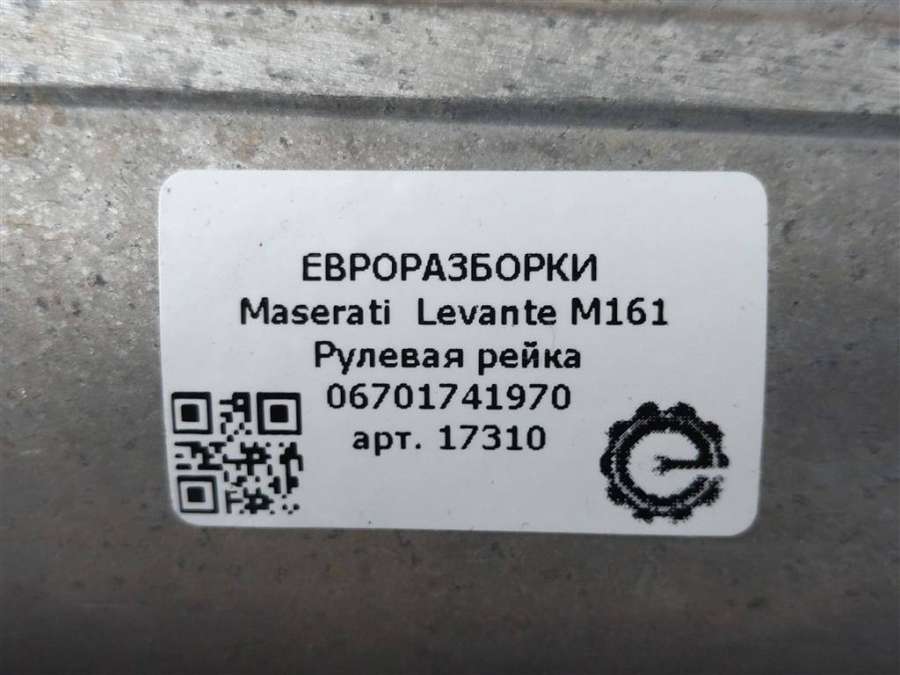 ЕВРОРАЗБОРКИ
Maserati Levante M161
Рулевая рейка
06701741970
арт. 17310